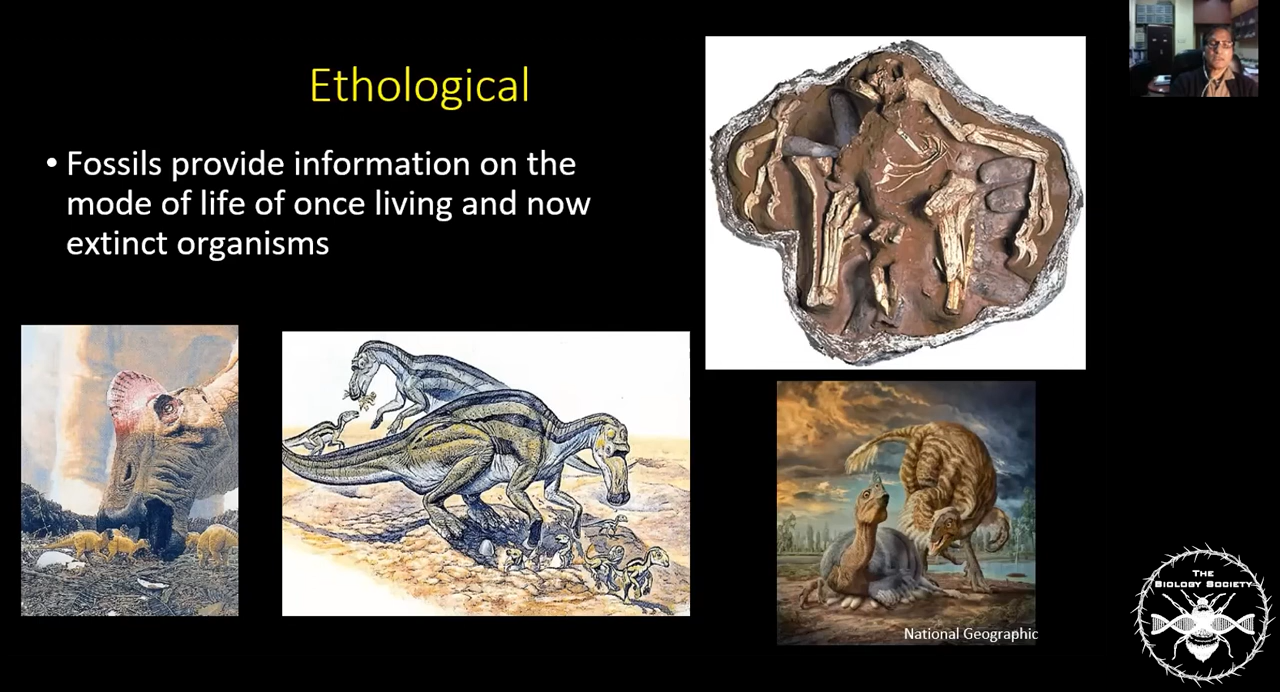 Ethological
• Fossils provide information on the
mode of life of once living and now
extinct organisms
National Geographic
THE
BIOLOGY SOCIETY